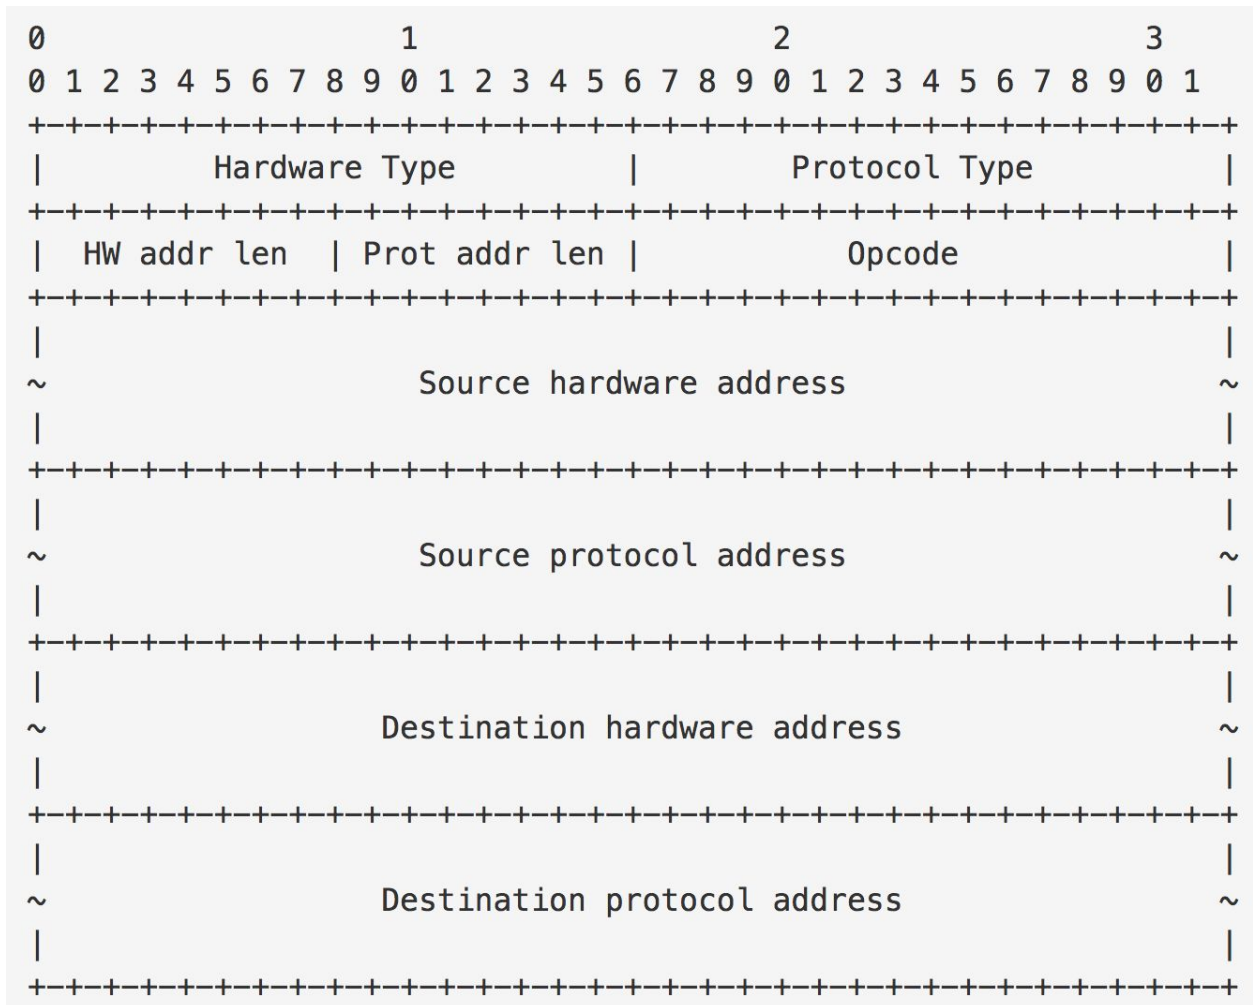 0                   1                   2                   3
0 1 2 3 4 5 6 7 8 9 0 1 2 3 4 5 6 7 8 9 0 1 2 3 4 5 6 7 8 9 0 1
+-+-+-+-+-+-+-+-+-+-+-+-+-+-+-+-+-+-+-+-+-+-+-+-+-+-+-+-+-+-+-+-+
|         Hardware Type         |        Protocol Type          |
+-+-+-+-+-+-+-+-+-+-+-+-+-+-+-+-+-+-+-+-+-+-+-+-+-+-+-+-+-+-+-+-+
|  HW addr len  | Prot addr len |           Opcode              |
+-+-+-+-+-+-+-+-+-+-+-+-+-+-+-+-+-+-+-+-+-+-+-+-+-+-+-+-+-+-+-+-+
|                                                               |
~                    Source hardware address                    ~
|                                                               |
+-+-+-+-+-+-+-+-+-+-+-+-+-+-+-+-+-+-+-+-+-+-+-+-+-+-+-+-+-+-+-+-+
|                                                               |
~                    Source protocol address                    ~
|                                                               |
+-+-+-+-+-+-+-+-+-+-+-+-+-+-+-+-+-+-+-+-+-+-+-+-+-+-+-+-+-+-+-+-+
|                                                               |
~                  Destination hardware address                 ~
|                                                               |
+-+-+-+-+-+-+-+-+-+-+-+-+-+-+-+-+-+-+-+-+-+-+-+-+-+-+-+-+-+-+-+-+
|                                                               |
~                  Destination protocol address                 ~
|                                                               |
+-+-+-+-+-+-+-+-+-+-+-+-+-+-+-+-+-+-+-+-+-+-+-+-+-+-+-+-+-+-+-+-+